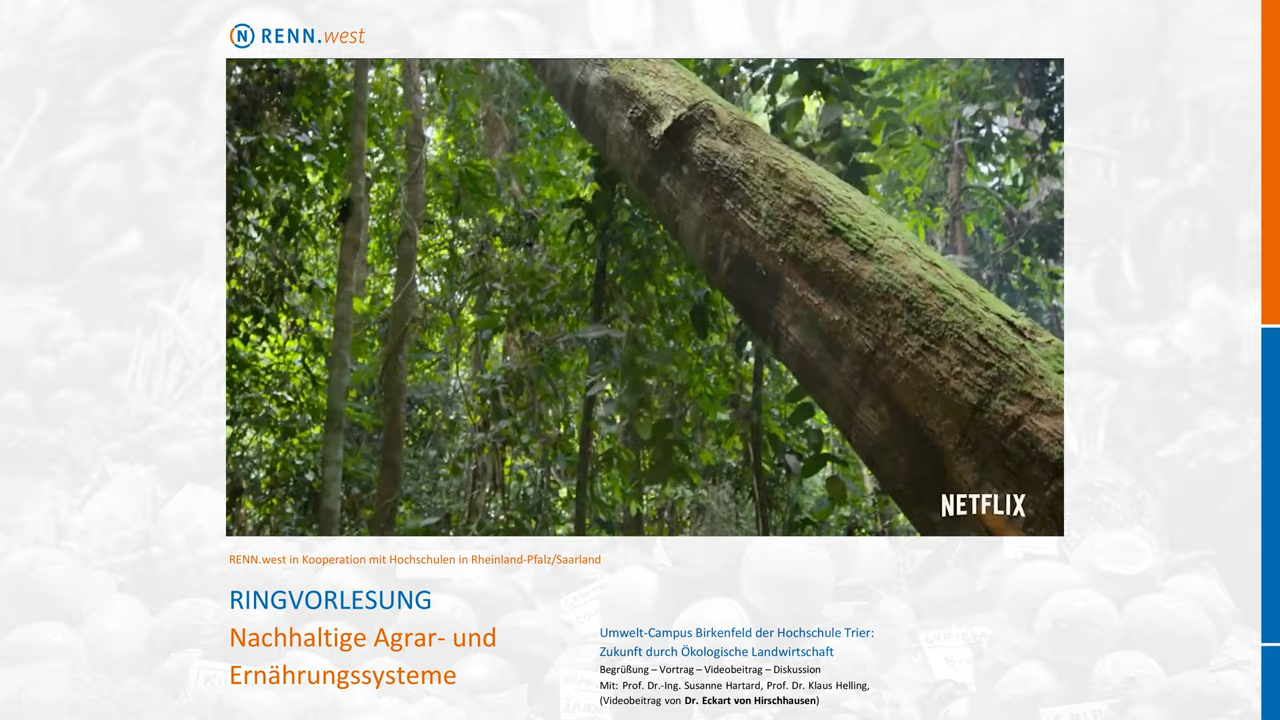 RENN.west
NETFLIX
RENN.west in Kooperation mit Hochschulen in Rheinland-Pfalz/Saarland
RINGVORLESUNG
Nachhaltige Agrar- und
Ernährungssysteme
Umwelt-Campus Birkenfeld der Hochschule Trier:
Zukunft durch Ökologische Landwirtschaft
Begrüßung – Vortrag – Videobeitrag – Diskussion
Mit: Prof. Dr.-Ing. Susanne Hartard, Prof. Dr. Klaus Helling,
(Videobeitrag von Dr. Eckart von Hirschhausen)